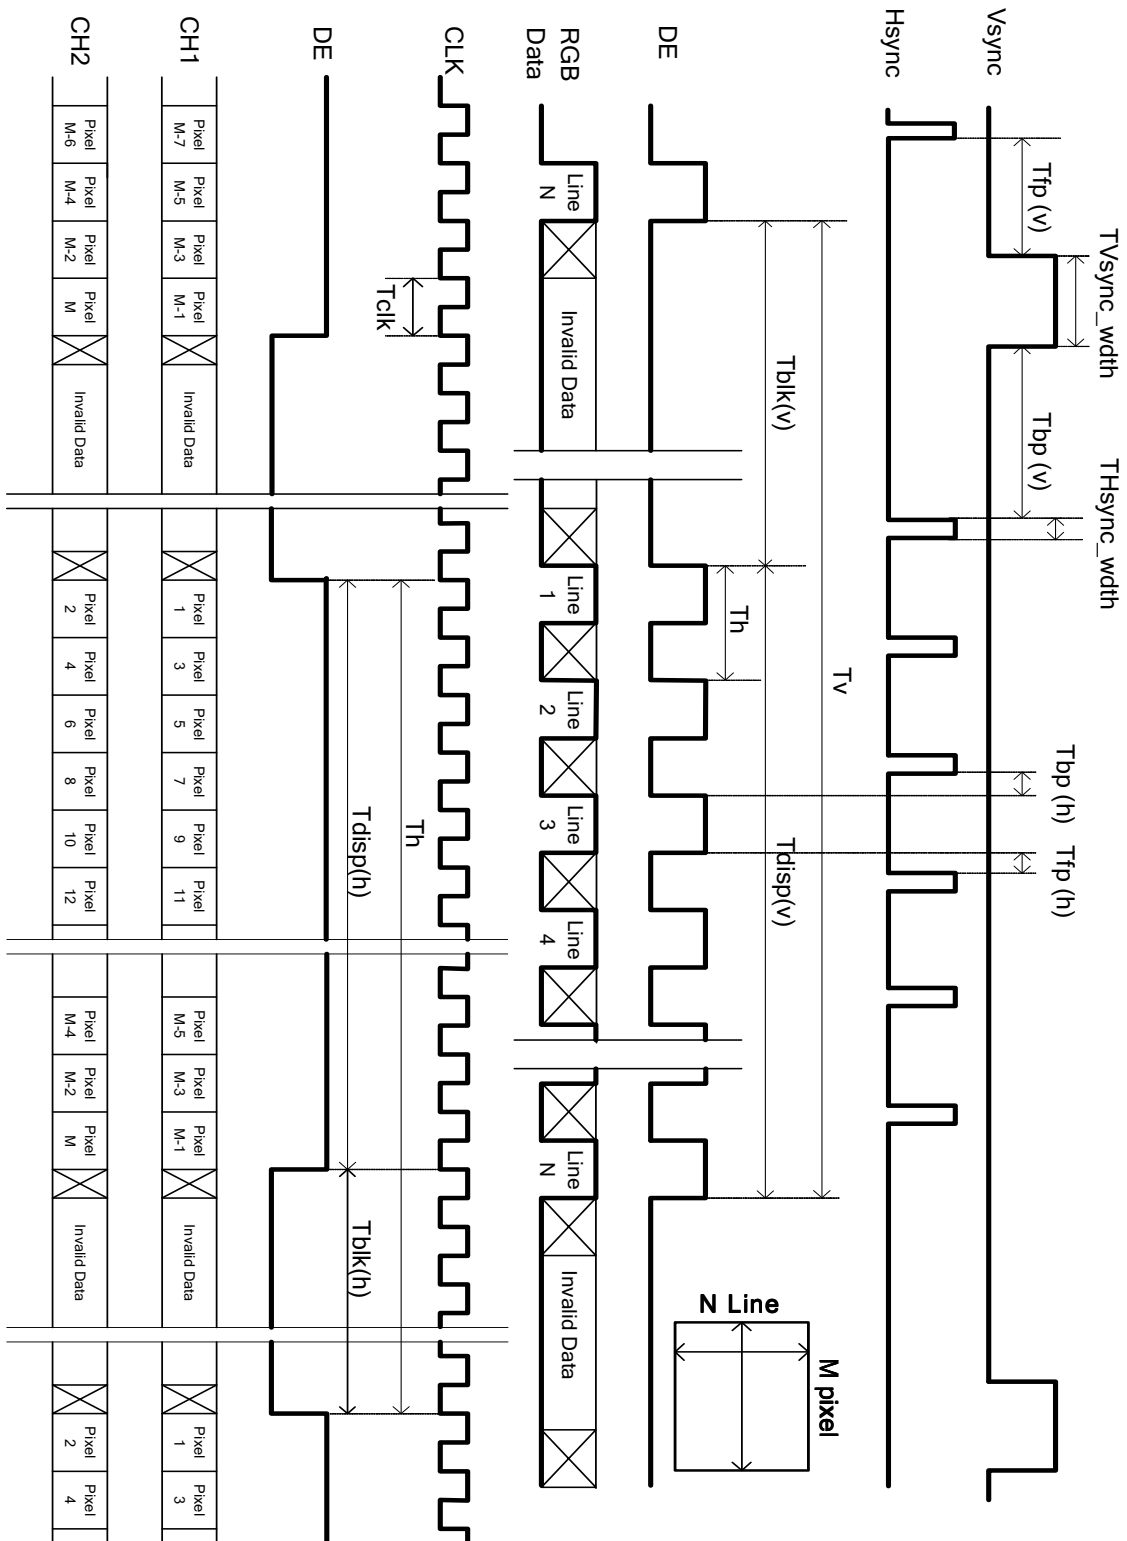 Vsync
Hsync
TVsync_wdth
Tfp (v)
Tbp (v)
THsync_wdth
Tbp (h)
Tfp (h)
Tv
Tblk(v)
Tdisp(v)
Th
N Line
M pixel
DE
RGB
Data
Line
N
Invalid Data
Line
1
Line
2
Line
3
Line
4
Line
N
Invalid Data
CLK
Tclk
Th
Tdisp(h)
Tblk(h)
DE
CH1
Pixel
M-7
Pixel
M-5
Pixel
M-3
Pixel
M-1
Invalid Data
Pixel
1
Pixel
3
Pixel
5
Pixel
7
Pixel
9
Pixel
11
Pixel
M-5
Pixel
M-3
Pixel
M-1
Invalid Data
Pixel
1
Pixel
3
CH2
Pixel
M-6
Pixel
M-4
Pixel
M-2
Pixel
M
Invalid Data
Pixel
2
Pixel
4
Pixel
6
Pixel
8
Pixel
10
Pixel
12
Pixel
M-4
Pixel
M-2
Pixel
M
Invalid Data
Pixel
2
Pixel
4